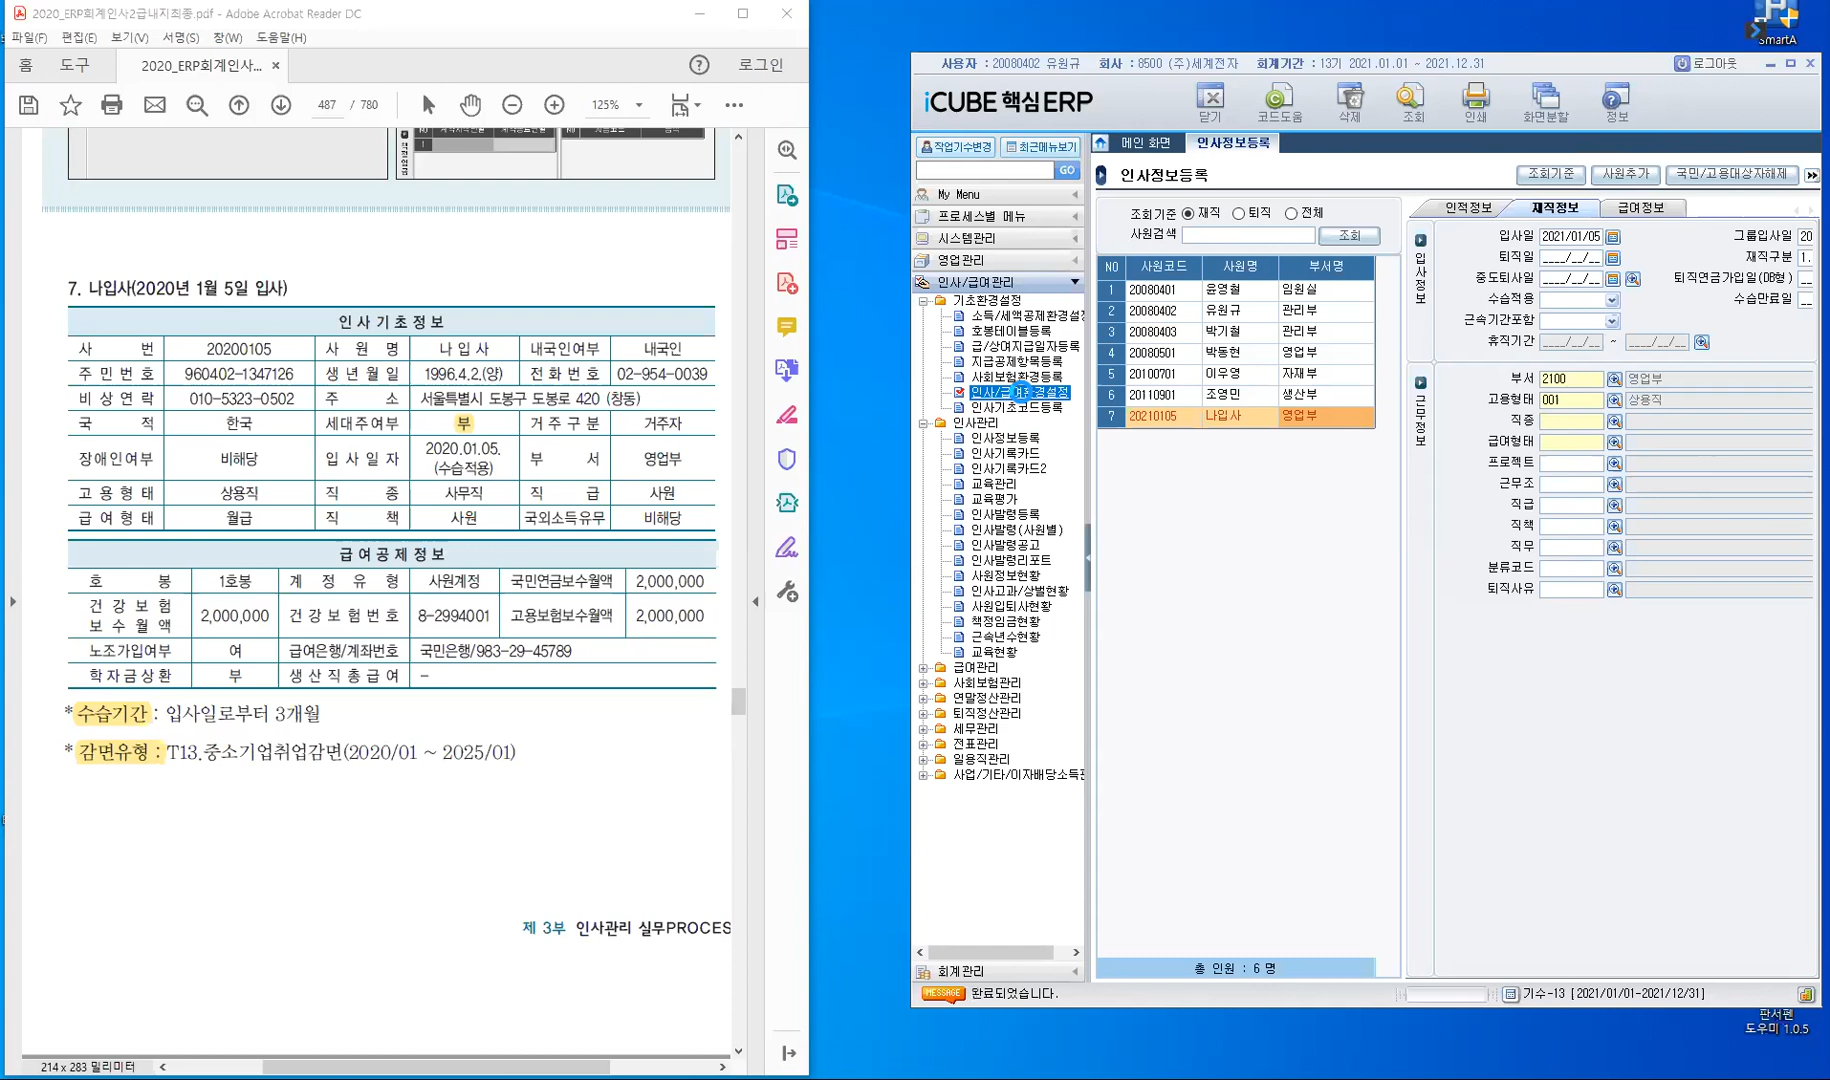 2020_ERP회계인사2급내지최종.pdf - Adobe Acrobat Reader DC
파일(F) 편집(E) 보기(V) 서명(S) 창(W) 도움말(H)
홈 도구 2020_ERP회계인사... × 로그인
487 / 780 125%
7. 나입사(2020년 1월 5일 입사)
인 사 기 초 정 보
사 번 20200105 사 원 명 나 입 사 내국인여부 내국인
주 민 번 호 960402-1347126 생 년 월 일 1996.4.2.(양) 전 화 번 호 02-954-0039
비 상 연 락 010-5323-0502 주 소 서울특별시 도봉구 도봉로 420 (창동)
국 적 한국 세대주여부 부 거 주 구 분 거주자
장애인여부 비해당 입 사 일 자 2020.01.05. (수습적용) 부 서 영업부
고 용 형 태 상용직 직 종 사무직 직 급 사원
급 여 형 태 월급 직 책 사원 국외소득유무 비해당
급 여 공 제 정 보
호 봉 1호봉 계 정 유 형 사원계정 국민연금보수월액 2,000,000
건 강 보 험 보 수 월 액 2,000,000 건 강 보 험 번 호 8-2994001 고용보험보수월액 2,000,000
노조가입여부 여 급여은행/계좌번호 국민은행/983-29-45789
학 자 금 상 환 부 생 산 직 총 급 여 –
* 수습기간 : 입사일로부터 3개월
* 감면유형 : T13.중소기업취업감면(2020/01 ~ 2025/01)
제 3부 인사관리 실무PROCES
214 x 283 밀리미터
SmartA
사용자 : 20080402 유원규 회사 : 8500 (주)세계전자 회계기간 : 13기 2021.01.01 ~ 2021.12.31 로그아웃
iCUBE 핵심ERP
닫기 코드도움 삭제 조회 인쇄 화면분할 정보
작업기수변경 최근메뉴보기
메인 화면 인사정보등록
GO
인사정보등록
조회기준 사원추가 국민/고용대상자해제
My Menu
프로세스별 메뉴
시스템관리
영업관리
인사/급여관리
기초환경설정
소득/세액공제환경설정
호봉테이블등록
급/상여지급일자등록
지급공제항목등록
사회보험환경등록
인사/급여환경설정
인사기초코드등록
인사관리
인사정보등록
인사기록카드
인사기록카드2
교육관리
교육평가
인사발령등록
인사발령(사원별)
인사발령공고
인사발령리포트
사원정보현황
인사고과/상벌현황
사원입퇴사현황
책정임금현황
근속년수현황
교육현황
급여관리
사회보험관리
연말정산관리
퇴직정산관리
세무관리
전표관리
일용직관리
사업/기타/이자배당소득관
회계관리
조회기준 재직 퇴직 전체
사원검색 조회
NO 사원코드 사원명 부서명
1 20080401 윤영철 임원실
2 20080402 유원규 관리부
3 20080403 박기철 관리부
4 20080501 박동현 영업부
5 20100701 이우영 자재부
6 20110901 조영민 생산부
7 20210105 나입사 영업부
총 인원 : 6 명
인적정보 재직정보 급여정보
입사정보
입사일 2021/01/05 그룹입사일 20
퇴직일 ____/__/__ 재직구분 1.
중도퇴사일 ____/__/__ 퇴직연금가입일(DB형) __
수습적용 수습만료일 __
근속기간포함
휴직기간 ____/__/__ ~ ____/__/__
근무정보
부서 2100 영업부
고용형태 001 상용직
직종
급여형태
프로젝트
근무조
직급
직책
직무
분류코드
퇴직사유
MESSAGE 완료되었습니다. 기수-13 [2021/01/01-2021/12/31]
판서펜
도우미 1.0.5